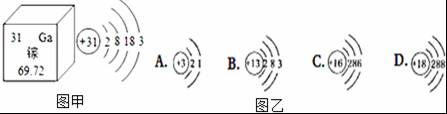 31 Ga
镓
69.72
+31 2 8 18 3
图甲
A. +3 2 1
B. +13 2 8 3
C. +16 2 8 6
D. +18 2 8 8
图乙